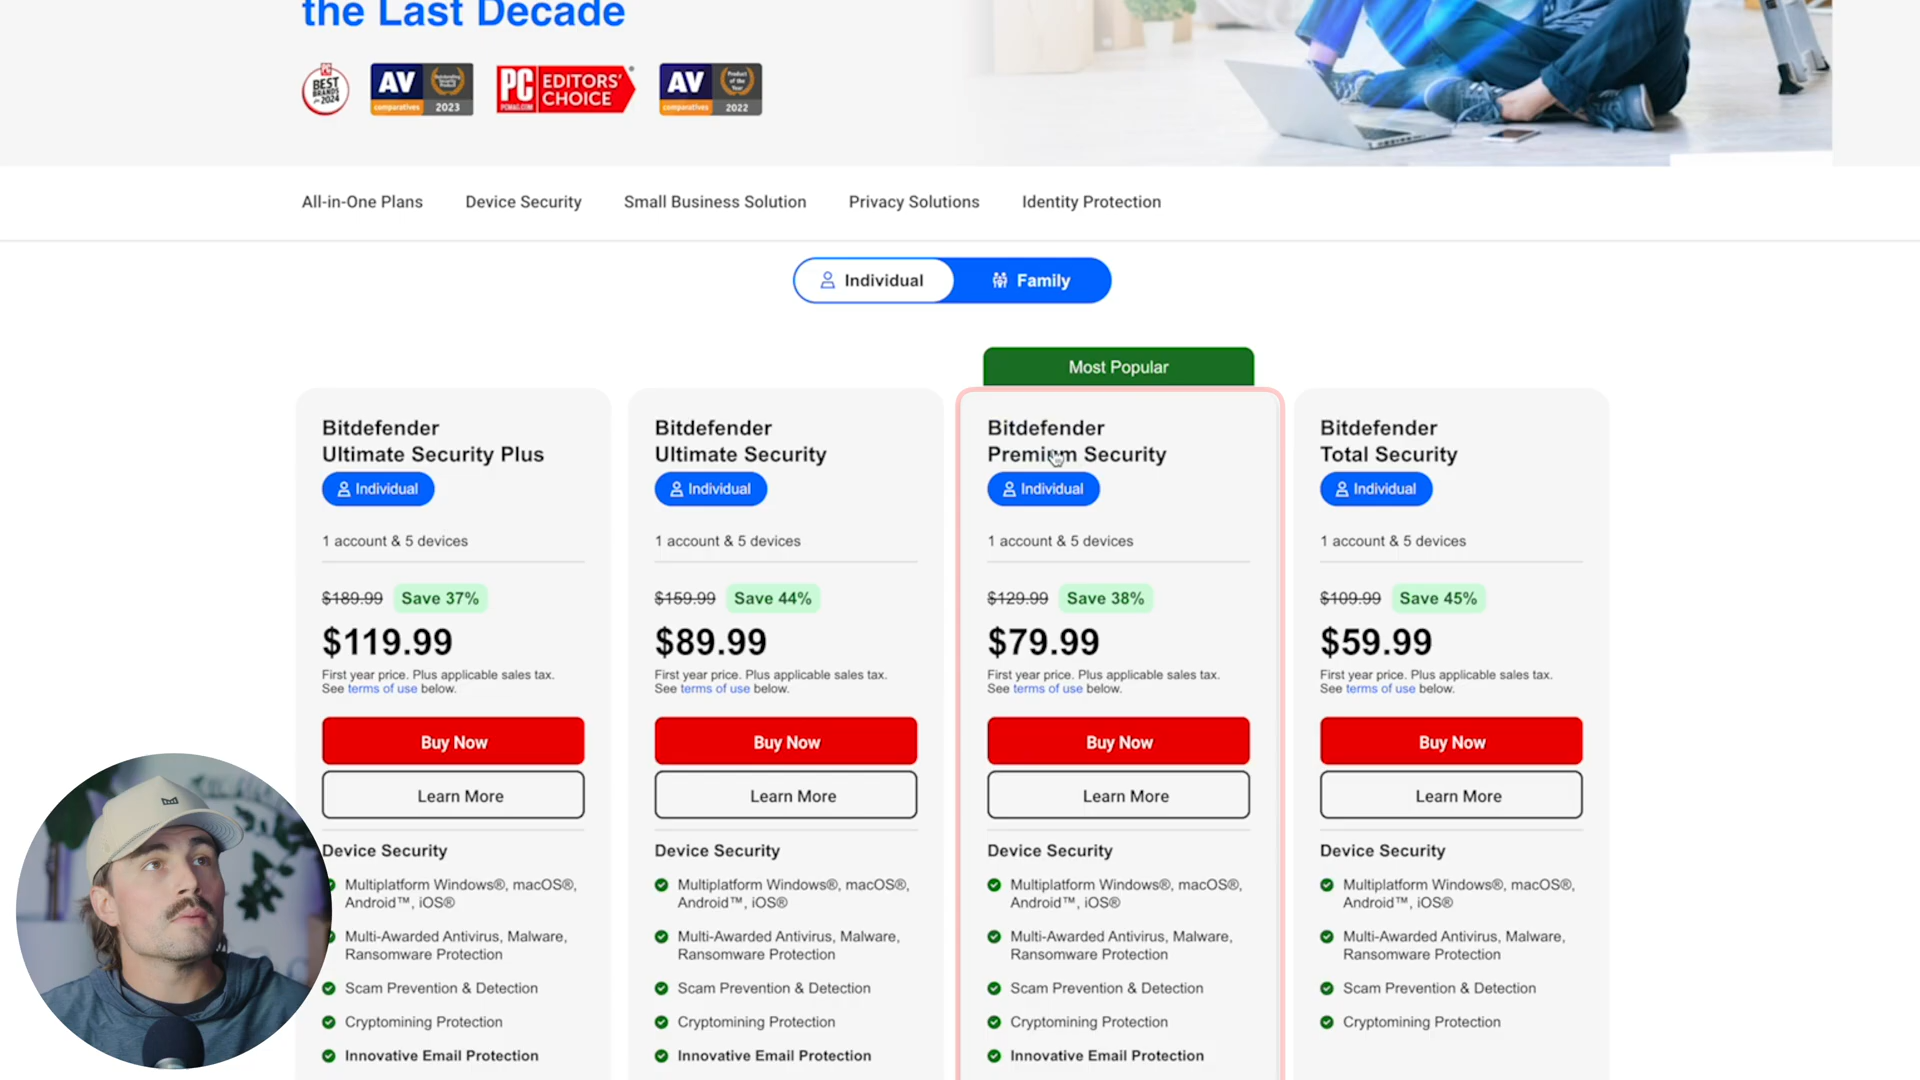 the Last Decade
PC
BEST
BRANDS
for 2024
AV
comparatives
2023
PC
PCMAG.COM
EDITORS'
CHOICE
AV
Product
of the
Year
comparatives
2022
All-in-One Plans
Device Security
Small Business Solution
Privacy Solutions
Identity Protection
Individual
Family
Most Popular
Bitdefender
Ultimate Security Plus
Individual
1 account & 5 devices
$189.99 Save 37%
$119.99
First year price. Plus applicable sales tax.
See terms of use below.
Buy Now
Learn More
Device Security
Multiplatform Windows®, macOS®,
Android™, iOS®
Multi-Awarded Antivirus, Malware,
Ransomware Protection
Scam Prevention & Detection
Cryptomining Protection
Innovative Email Protection
Bitdefender
Ultimate Security
Individual
1 account & 5 devices
$159.99 Save 44%
$89.99
First year price. Plus applicable sales tax.
See terms of use below.
Buy Now
Learn More
Device Security
Multiplatform Windows®, macOS®,
Android™, iOS®
Multi-Awarded Antivirus, Malware,
Ransomware Protection
Scam Prevention & Detection
Cryptomining Protection
Innovative Email Protection
Bitdefender
Premium Security
Individual
1 account & 5 devices
$129.99 Save 38%
$79.99
First year price. Plus applicable sales tax.
See terms of use below.
Buy Now
Learn More
Device Security
Multiplatform Windows®, macOS®,
Android™, iOS®
Multi-Awarded Antivirus, Malware,
Ransomware Protection
Scam Prevention & Detection
Cryptomining Protection
Innovative Email Protection
Bitdefender
Total Security
Individual
1 account & 5 devices
$109.99 Save 45%
$59.99
First year price. Plus applicable sales tax.
See terms of use below.
Buy Now
Learn More
Device Security
Multiplatform Windows®, macOS®,
Android™, iOS®
Multi-Awarded Antivirus, Malware,
Ransomware Protection
Scam Prevention & Detection
Cryptomining Protection